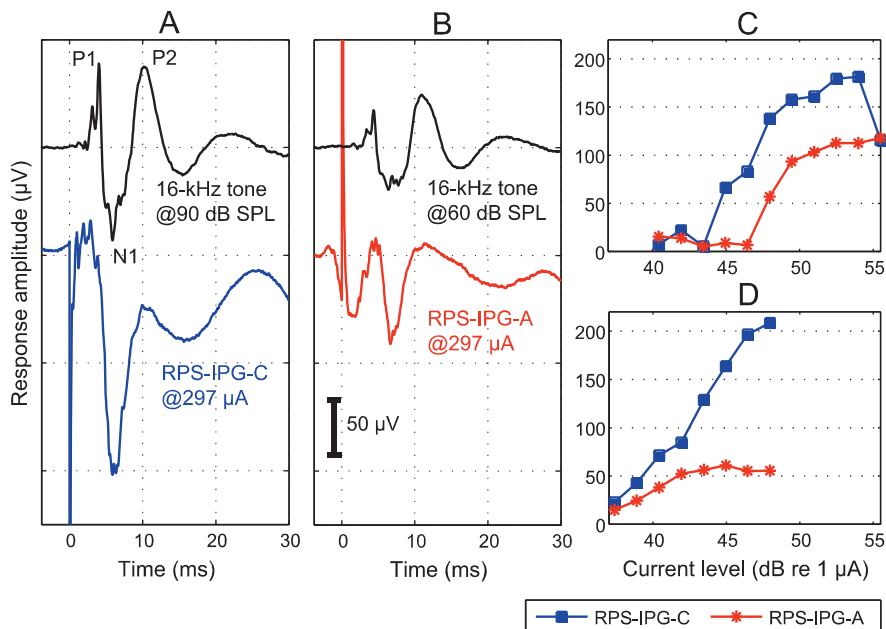 A
B
C
D
P1
P2
N1
16-kHz tone
@90 dB SPL
RPS-IPG-C
@297 µA
Response amplitude (µV)
0
10
20
30
Time (ms)
16-kHz tone
@60 dB SPL
RPS-IPG-A
@297 µA
50 µV
0
10
20
30
Time (ms)
200
150
100
50
0
40
45
50
55
200
150
100
50
0
40
45
50
55
Current level (dB re 1 µA)
RPS-IPG-C
RPS-IPG-A